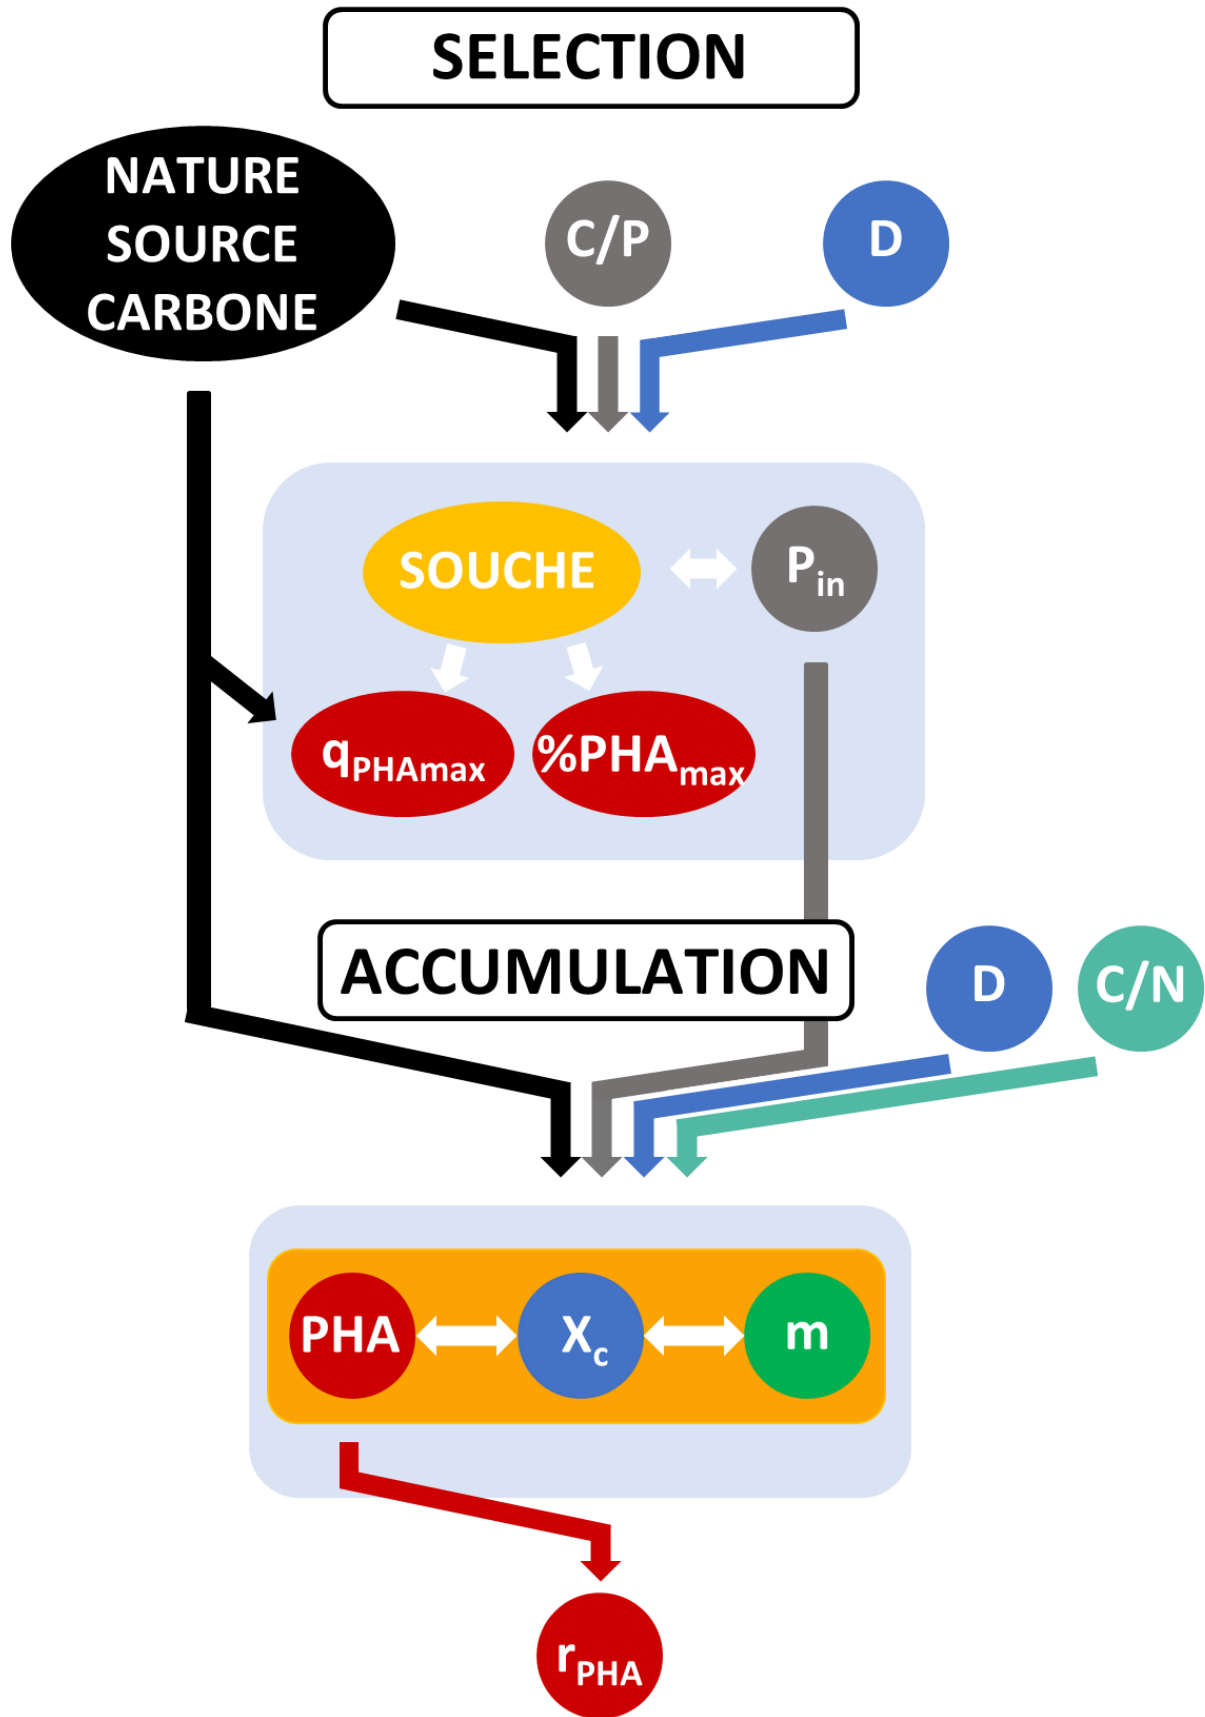 SELECTION
NATURE
SOURCE
CARBONE
C/P
D
SOUCHE
Pin
qPHAmax
%PHAmax
ACCUMULATION
D
C/N
PHA
Xc
m
rPHA